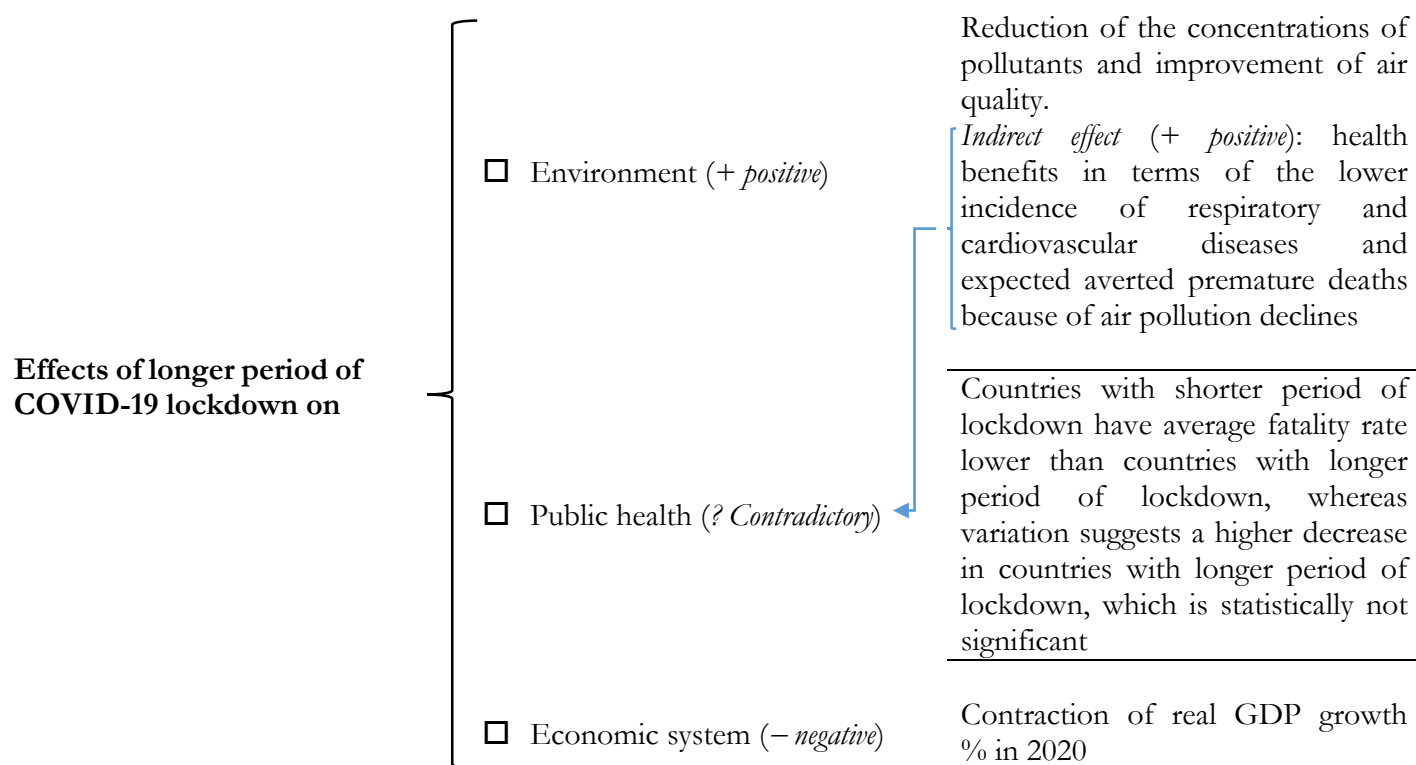 Effects of longer period of
COVID-19 lockdown on
☐ Environment (+ positive)
Reduction of the concentrations of
pollutants and improvement of air
quality.
Indirect effect (+ positive): health
benefits in terms of the lower
incidence of respiratory and
cardiovascular diseases and
expected averted premature deaths
because of air pollution declines
☐ Public health (? Contradictory)
Countries with shorter period of
lockdown have average fatality rate
lower than countries with longer
period of lockdown, whereas
variation suggests a higher decrease
in countries with longer period of
lockdown, which is statistically not
significant
☐ Economic system (– negative)
Contraction of real GDP growth
% in 2020